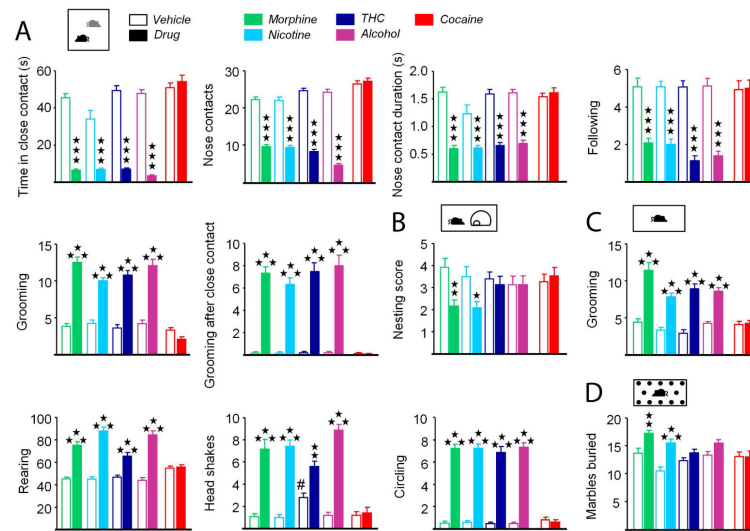 A
Vehicle
Drug
Morphine
Nicotine
THC
Alcohol
Cocaine
Time in close contact (s)
60
40
20
Nose contacts
30
20
10
Nose contact duration (s)
2.0
1.5
1.0
0.5
Following
6
4
2
Grooming
15
10
5
Grooming after close contact
10
8
6
4
2
B
Nesting score
5
4
3
2
1
C
Grooming
15
10
5
Rearing
100
80
60
40
20
Head shakes
10
8
6
4
2
#
Circling
10
8
6
4
2
D
Marbles buried
20
15
10
5